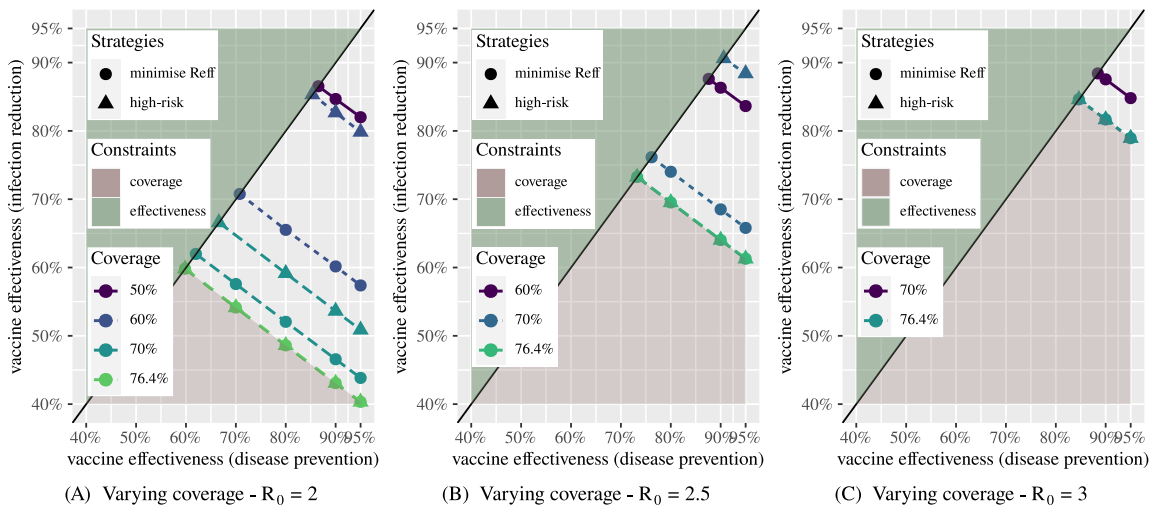 vaccine effectiveness (infection reduction)
95%
90%
80%
70%
60%
50%
40%
Strategies
minimise Reff
high-risk
Constraints
coverage
effectiveness
Coverage
50%
60%
70%
76.4%
40% 50% 60% 70% 80% 90% 95%
vaccine effectiveness (disease prevention)
(A) Varying coverage - R0 = 2
vaccine effectiveness (infection reduction)
95%
90%
80%
70%
60%
50%
40%
Strategies
minimise Reff
high-risk
Constraints
coverage
effectiveness
Coverage
60%
70%
76.4%
40% 50% 60% 70% 80% 90% 95%
vaccine effectiveness (disease prevention)
(B) Varying coverage - R0 = 2.5
vaccine effectiveness (infection reduction)
95%
90%
80%
70%
60%
50%
40%
Strategies
minimise Reff
high-risk
Constraints
coverage
effectiveness
Coverage
70%
76.4%
40% 50% 60% 70% 80% 90% 95%
vaccine effectiveness (disease prevention)
(C) Varying coverage - R0 = 3